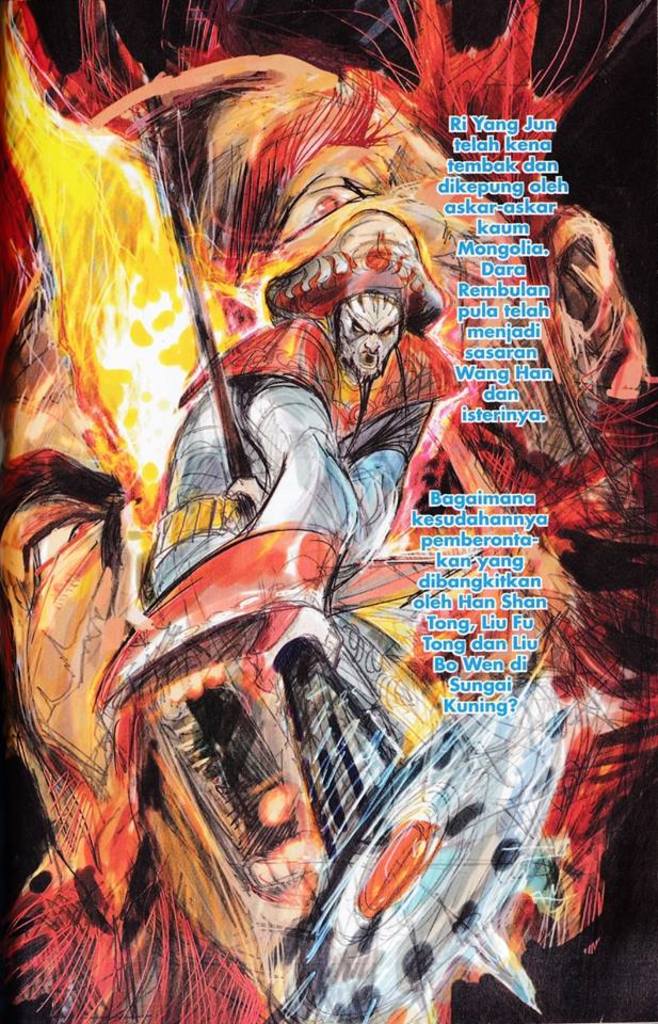 Ri Yang Jun
telah kena
tembak dan
dikepung oleh
askar-askar
kaum
Mongolia.
Dara
Rembulan
pula telah
menjadi
sasaran
Wang Han
dan
isterinya.
Bagaimana
kesudahannya
pemberonta-
kan yang
dibangkitkan
oleh Han Shan
Tong, Liu Fu
Tong dan Liu
Bo Wen di
Sungai
Kuning?